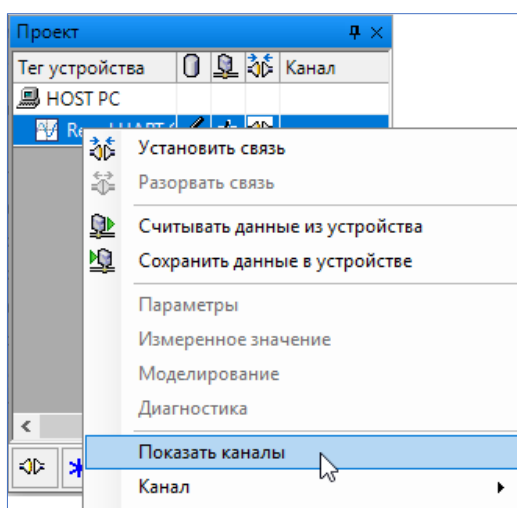 Проект
Тег устройства Канал
HOST PC
Установить связь
Разорвать связь
Считывать данные из устройства
Сохранить данные в устройстве
Параметры
Измеренное значение
Моделирование
Диагностика
Показать каналы
Канал